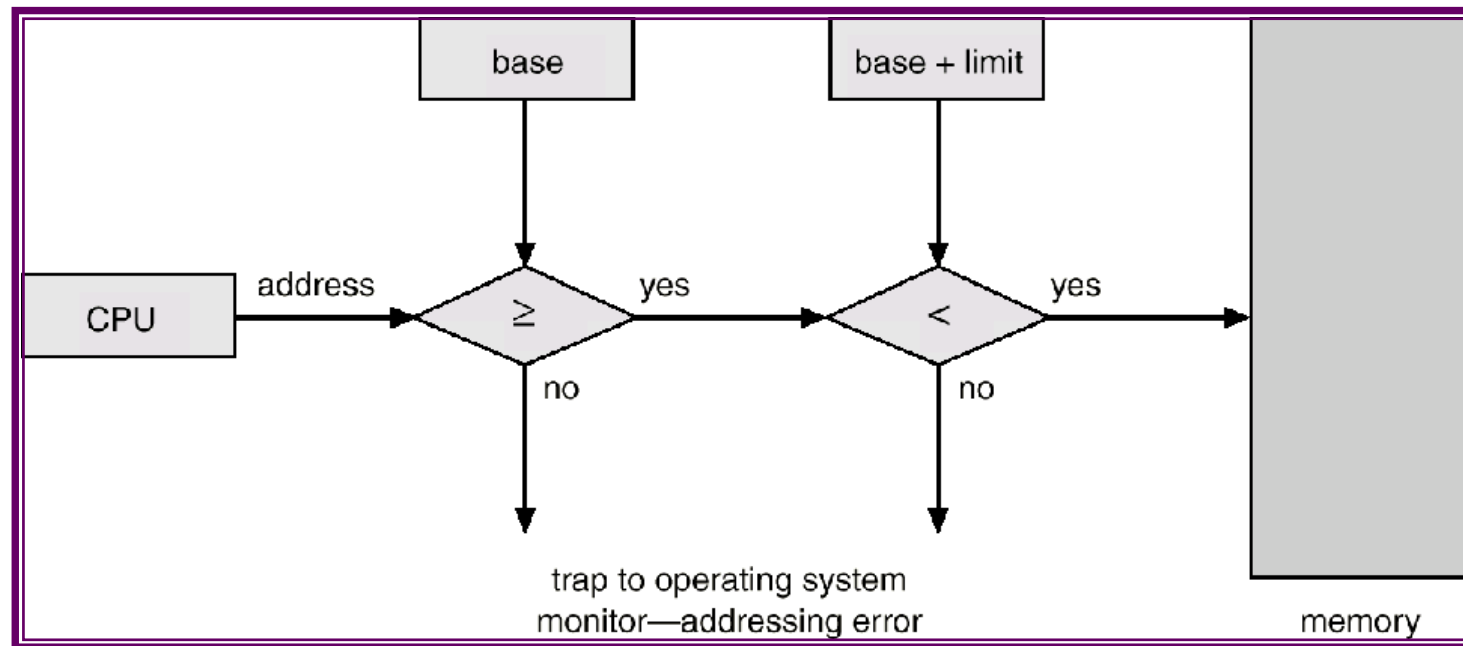 base
base + limit
CPU
address
≥
yes
<
yes
no
no
trap to operating system
monitor—addressing error
memory